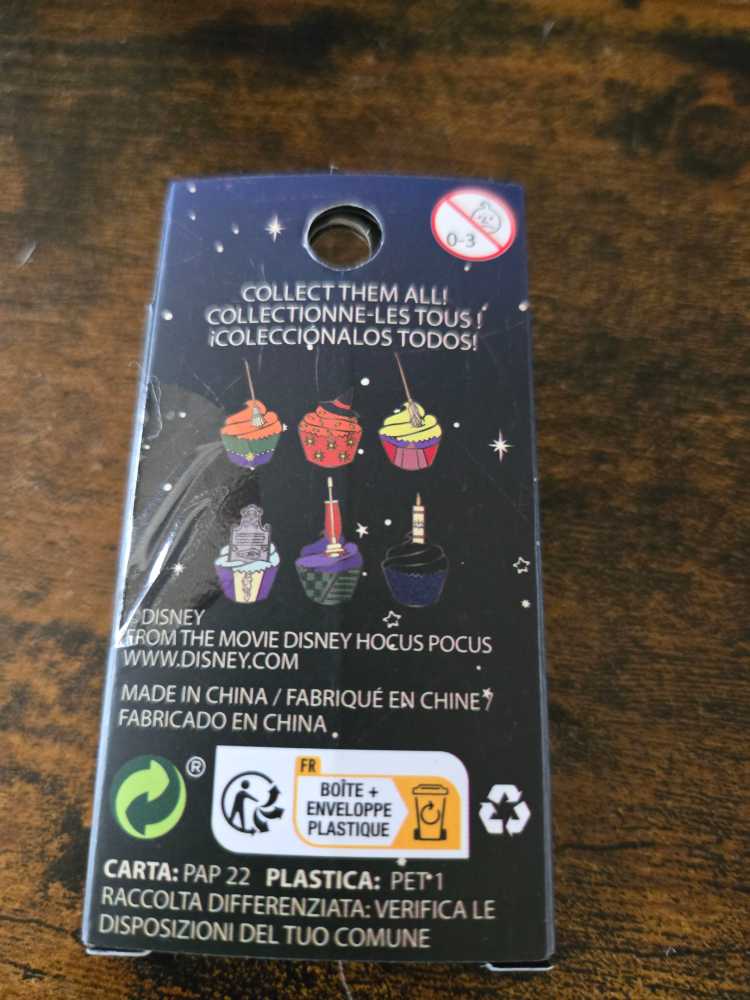 0-3
COLLECT THEM ALL!
COLLECTIONNE-LES TOUS !
¡COLECCIÓNALOS TODOS!
©DISNEY
FROM THE MOVIE DISNEY HOCUS POCUS
WWW.DISNEY.COM
MADE IN CHINA / FABRIQUÉ EN CHINE /
FABRICADO EN CHINA
®
FR
BOÎTE +
ENVELOPPE
PLASTIQUE
CARTA: PAP 22 PLASTICA: PET 1
RACCOLTA DIFFERENZIATA: VERIFICA LE
DISPOSIZIONI DEL TUO COMUNE